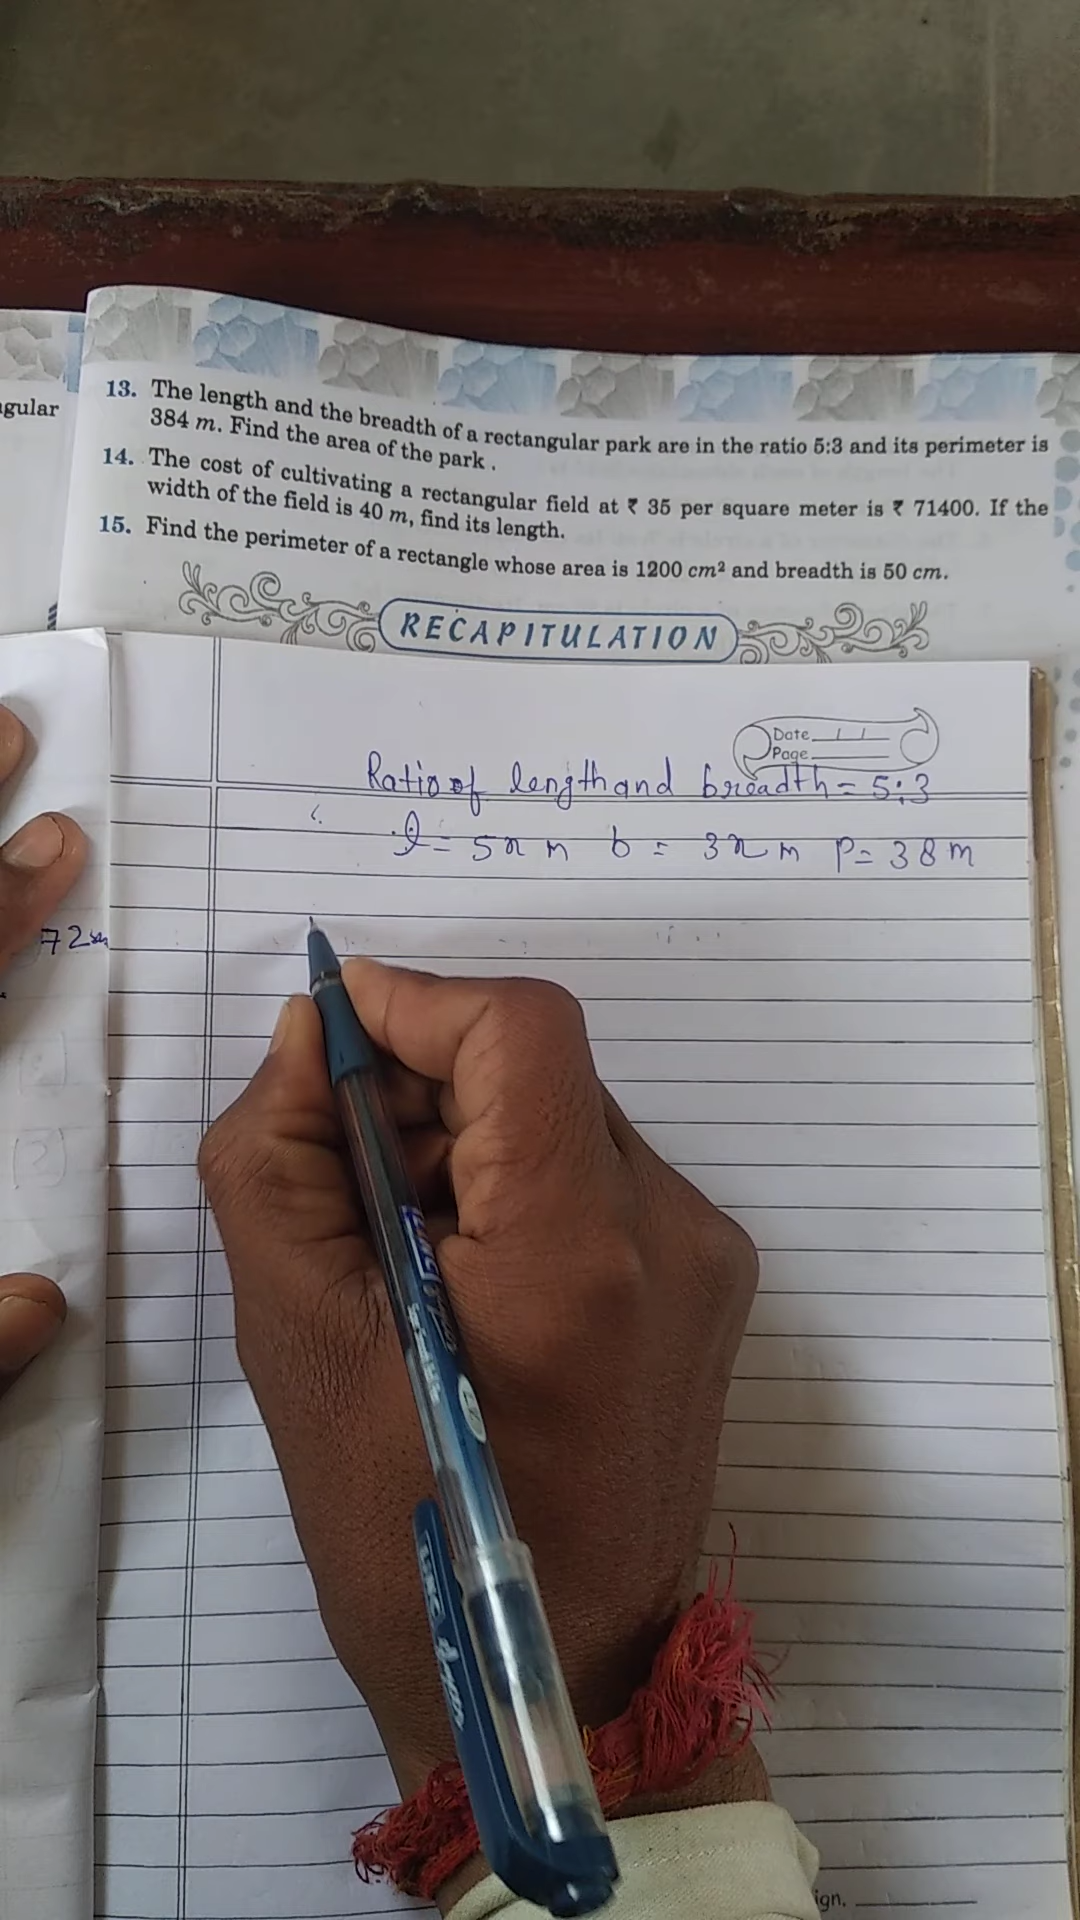 gular
13. The length and the breadth of a rectangular park are in the ratio 5:3 and its perimeter is
384 m. Find the area of the park.
14. The cost of cultivating a rectangular field at ₹ 35 per square meter is ₹ 71400. If the
width of the field is 40 m, find its length.
15. Find the perimeter of a rectangle whose area is 1200 cm² and breadth is 50 cm.
RECAPITULATION
Date
Page
Ratio of length and breadth = 5:3
l = 5x m b = 3x m P = 38 m
72
ign.